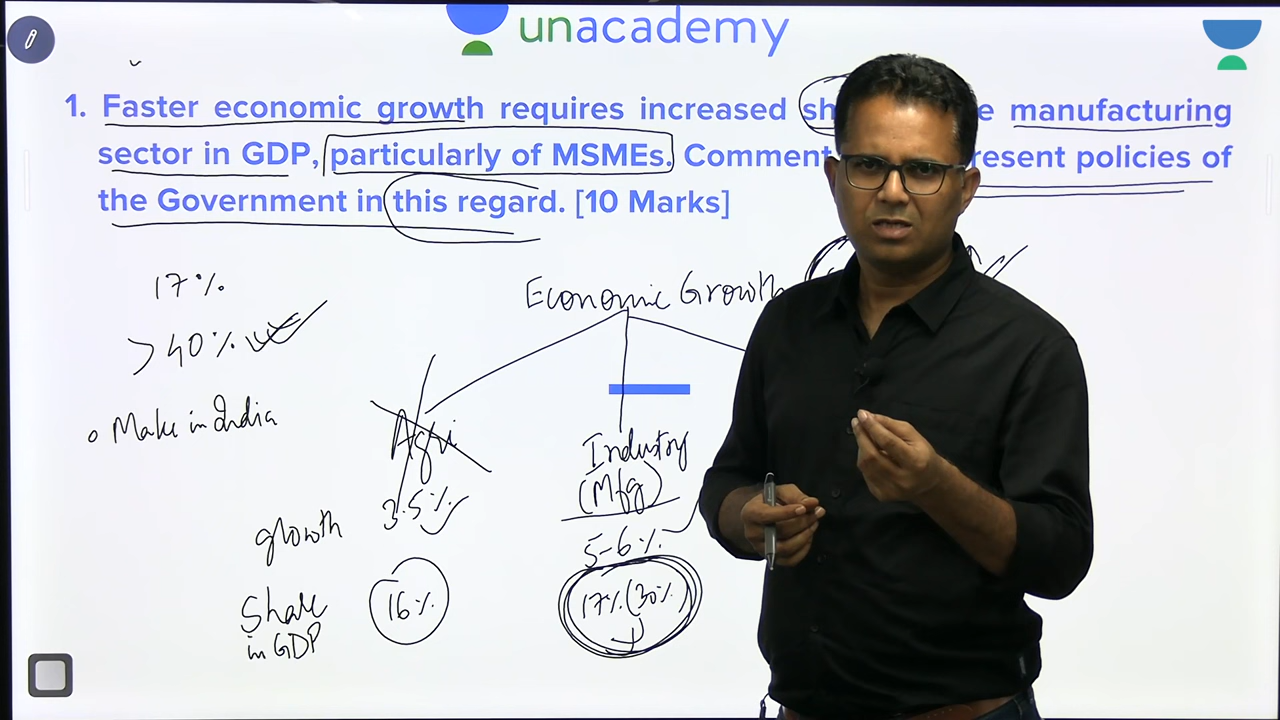 unacademy
1. Faster economic growth requires increased sh e manufacturing
sector in GDP, particularly of MSMEs. Comment resent policies of
the Government in this regard. [10 Marks]
17%
Economic Growth
>40%
• Make in India
Agri
Industry
(Mfg)
growth
3.5%
5-6%
Share
in GDP
16%
17% (30%)